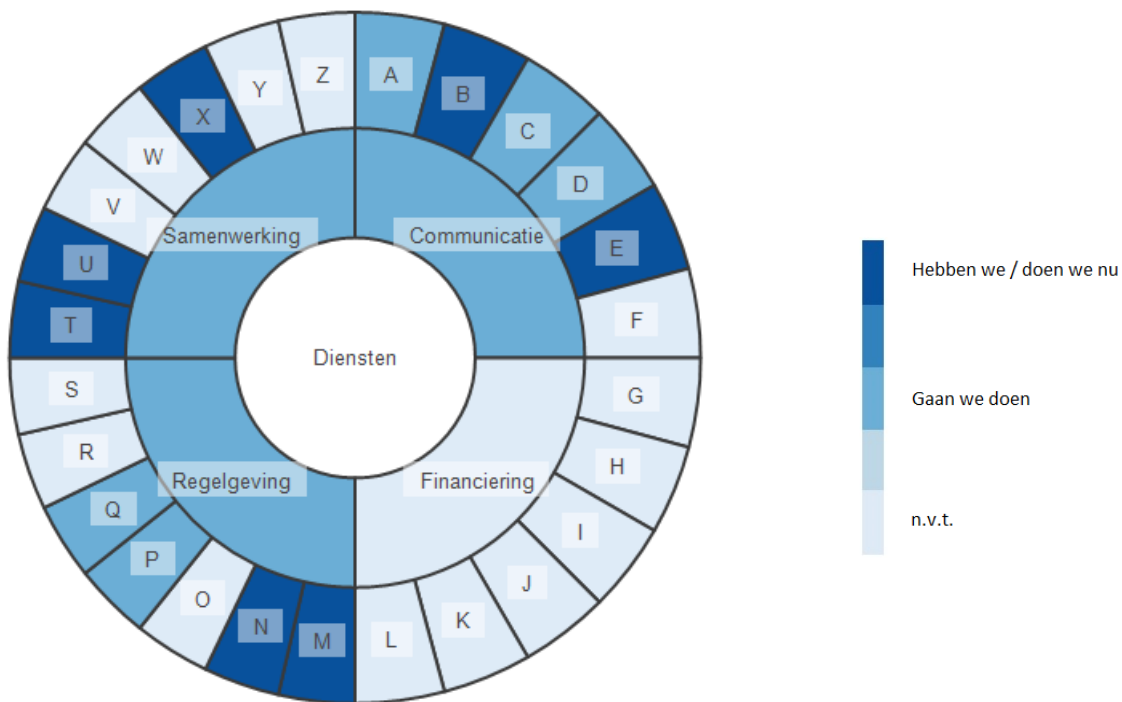 Z
A
Y
B
X
C
W
D
V
Samenwerking
Communicatie
E
U
Hebben we / doen we nu
T
F
Diensten
S
G
Gaan we doen
R
H
Regelgeving
Financiering
Q
I
n.v.t.
P
J
O
K
N
L
M